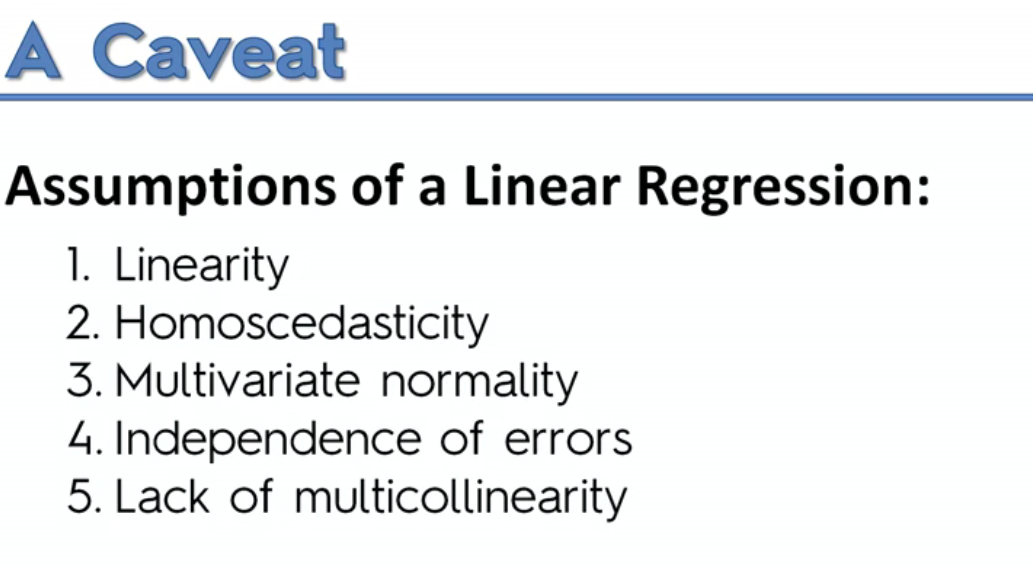 A Caveat
Assumptions of a Linear Regression:
1. Linearity
2. Homoscedasticity
3. Multivariate normality
4. Independence of errors
5. Lack of multicollinearity